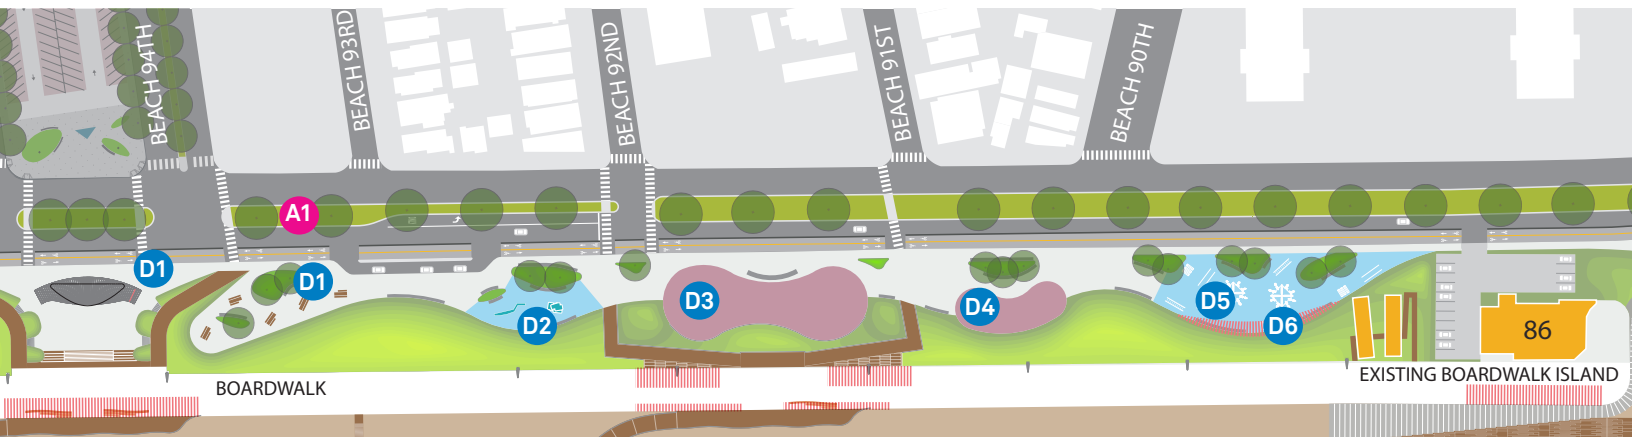 BEACH 94TH
BEACH 93RD
BEACH 92ND
BEACH 91ST
BEACH 90TH
A1
D1
D1
D2
D3
D4
D5
D6
86
BOARDWALK
EXISTING BOARDWALK ISLAND